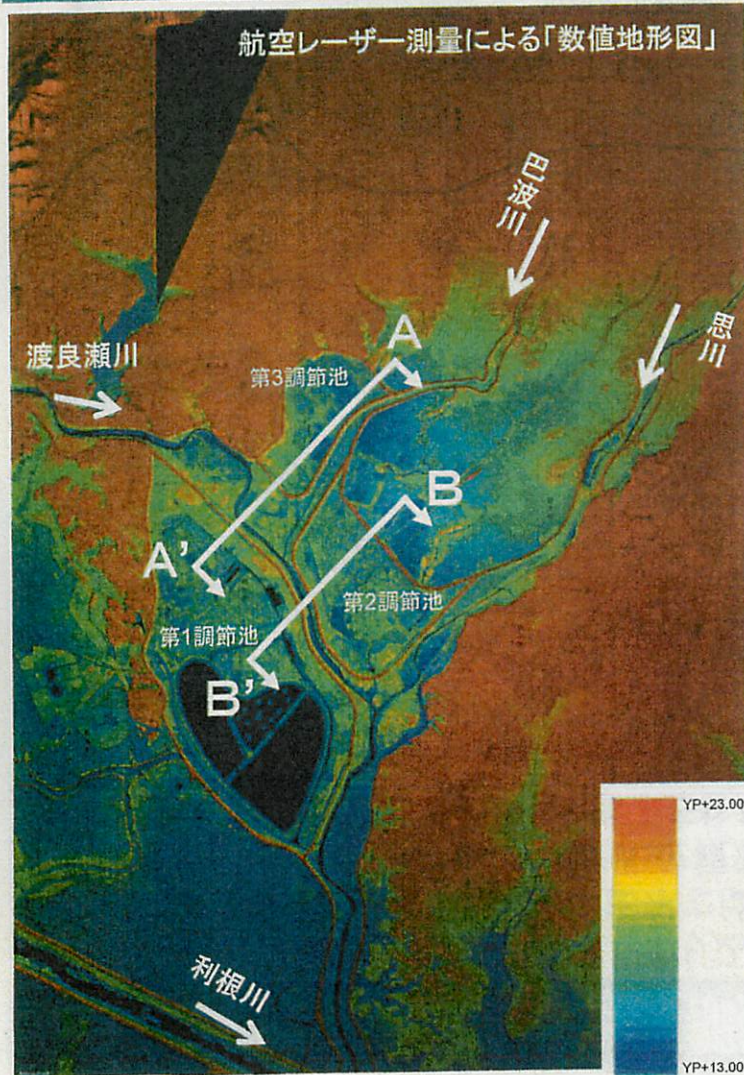 航空レーザー測量による「数値地形図」
巴波川
思川
渡良瀬川
A
第3調節池
B
A'
第2調節池
第1調節池
B'
YP+23.00
利根川
YP+13.00